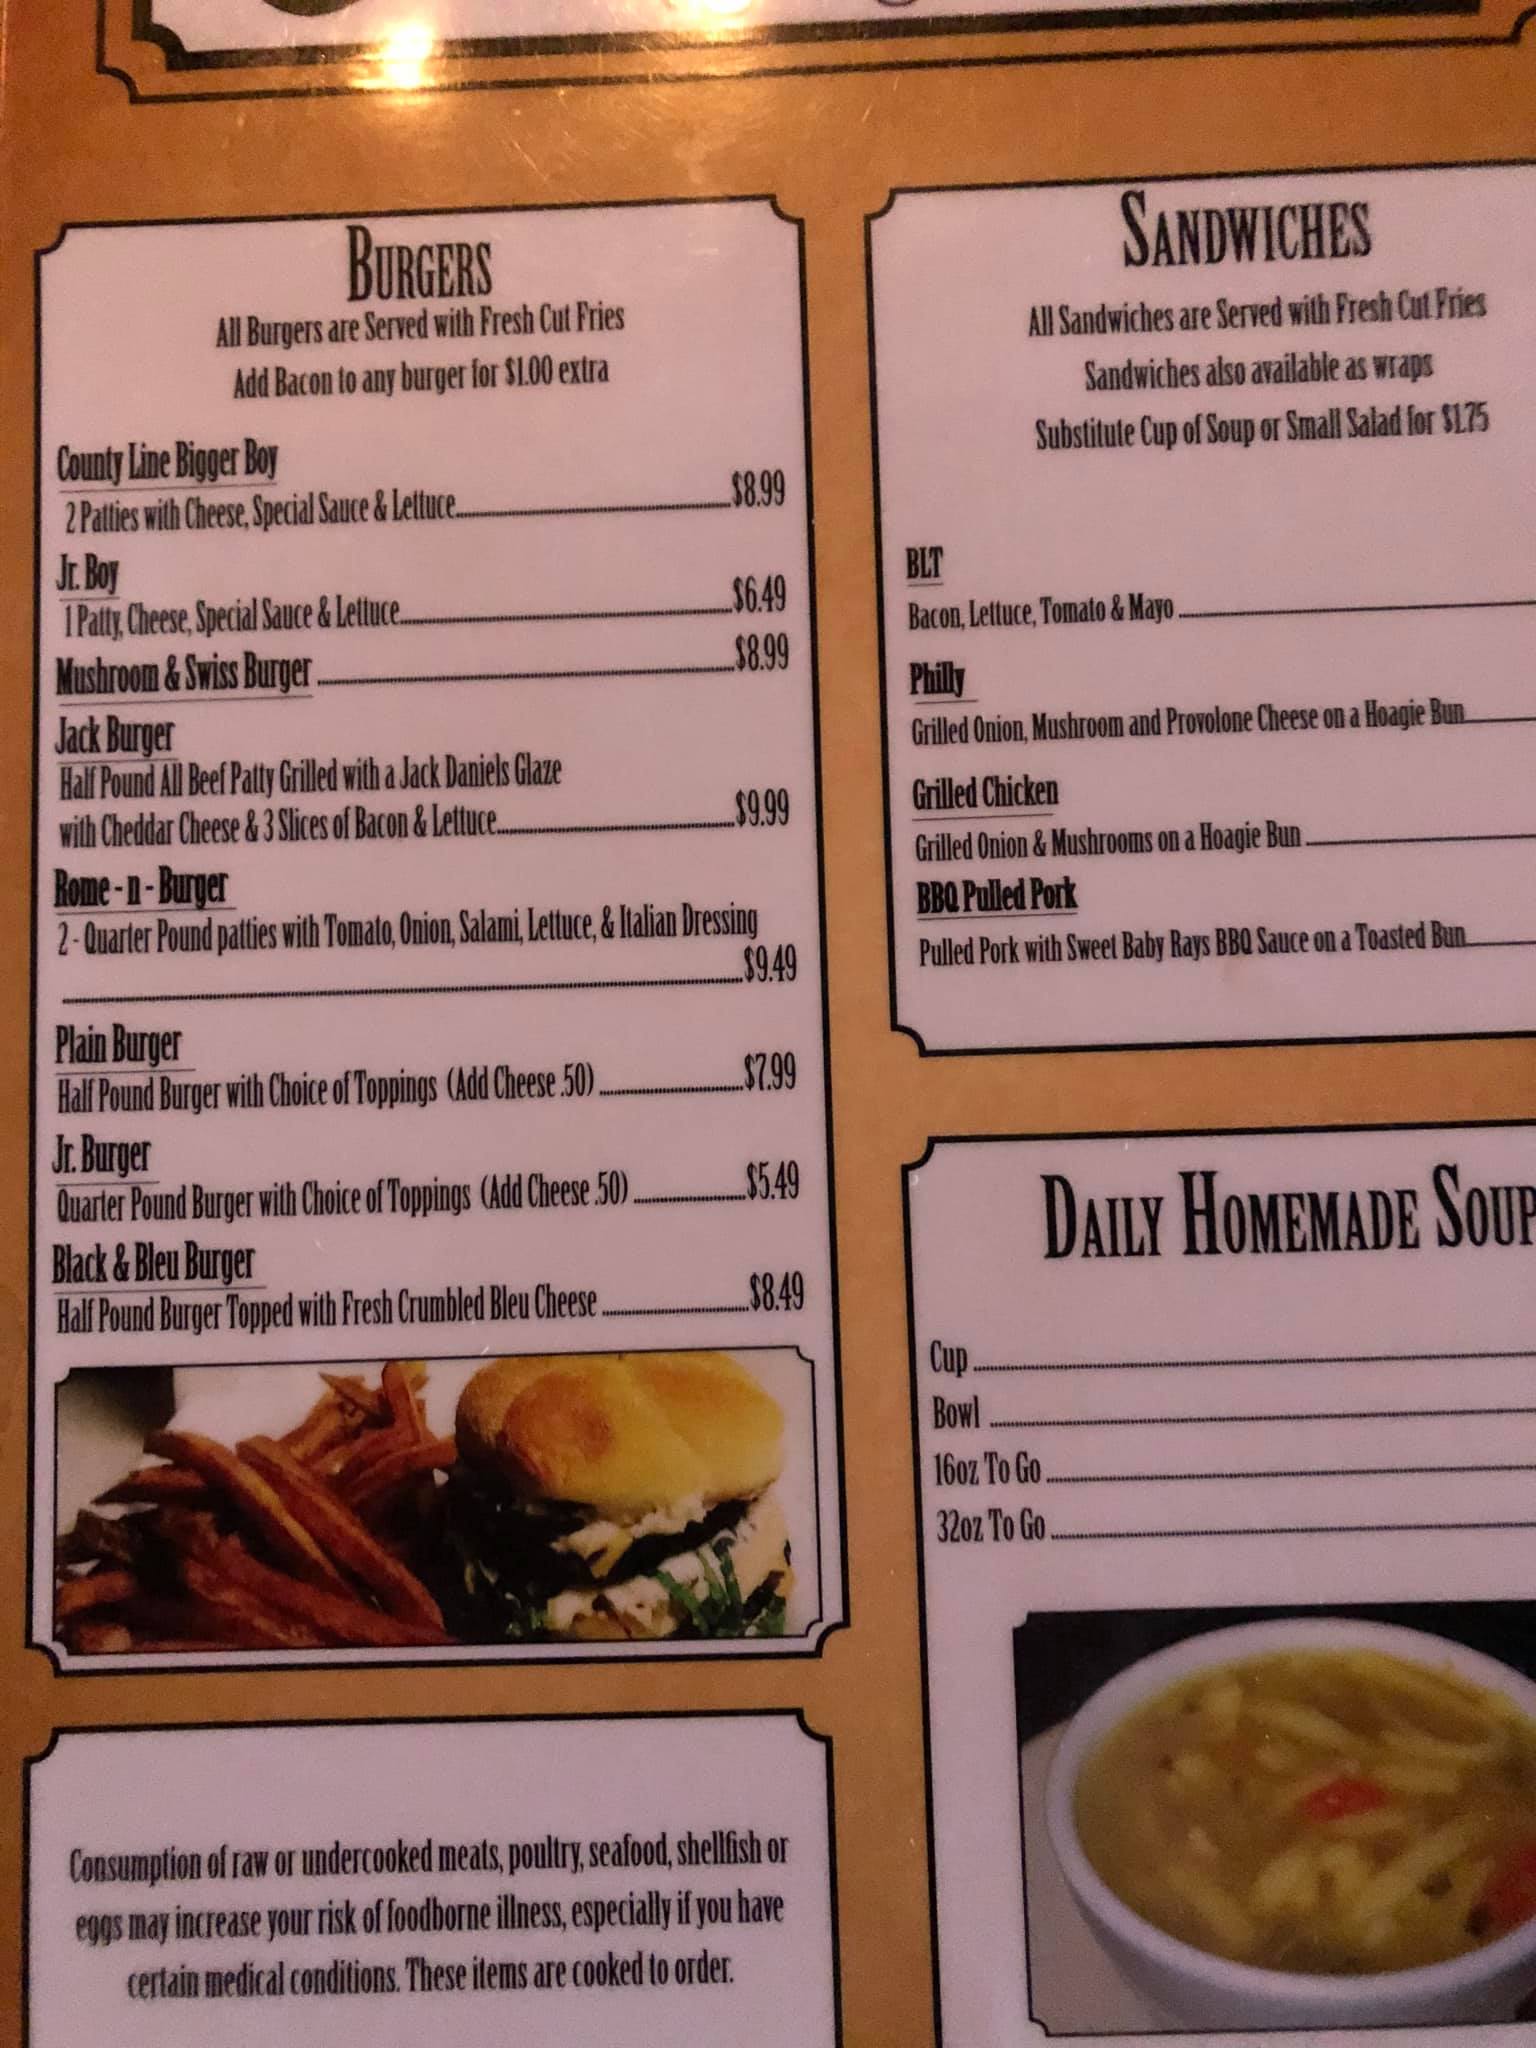 BURGERS
All Burgers are Served with Fresh Cut Fries
Add Bacon to any burger for $1.00 extra
County Line Bigger Boy
2 Patties with Cheese, Special Sauce & Lettuce $8.99
Jr. Boy
1 Patty, Cheese, Special Sauce & Lettuce $6.49
Mushroom & Swiss Burger $8.99
Jack Burger
Half Pound All Beef Patty Grilled with a Jack Daniels Glaze
with Cheddar Cheese & 3 Slices of Bacon & Lettuce $9.99
Rome - n - Burger
2 - Quarter Pound patties with Tomato, Onion, Salami, Lettuce, & Italian Dressing
$9.49
Plain Burger
Half Pound Burger with Choice of Toppings (Add Cheese .50) $7.99
Jr. Burger
Quarter Pound Burger with Choice of Toppings (Add Cheese .50) $5.49
Black & Bleu Burger
Half Pound Burger Topped with Fresh Crumbled Bleu Cheese $8.49
Consumption of raw or undercooked meats, poultry, seafood, shellfish or
eggs may increase your risk of foodborne illness, especially if you have
certain medical conditions. These items are cooked to order.
SANDWICHES
All Sandwiches are Served with Fresh Cut Fries
Sandwiches also available as wraps
Substitute Cup of Soup or Small Salad for $1.75
BLT
Bacon, Lettuce, Tomato & Mayo
Philly
Grilled Onion, Mushroom and Provolone Cheese on a Hoagie Bun
Grilled Chicken
Grilled Onion & Mushrooms on a Hoagie Bun
BBQ Pulled Pork
Pulled Pork with Sweet Baby Rays BBQ Sauce on a Toasted Bun
DAILY HOMEMADE SOUP
Cup
Bowl
16oz To Go
32oz To Go